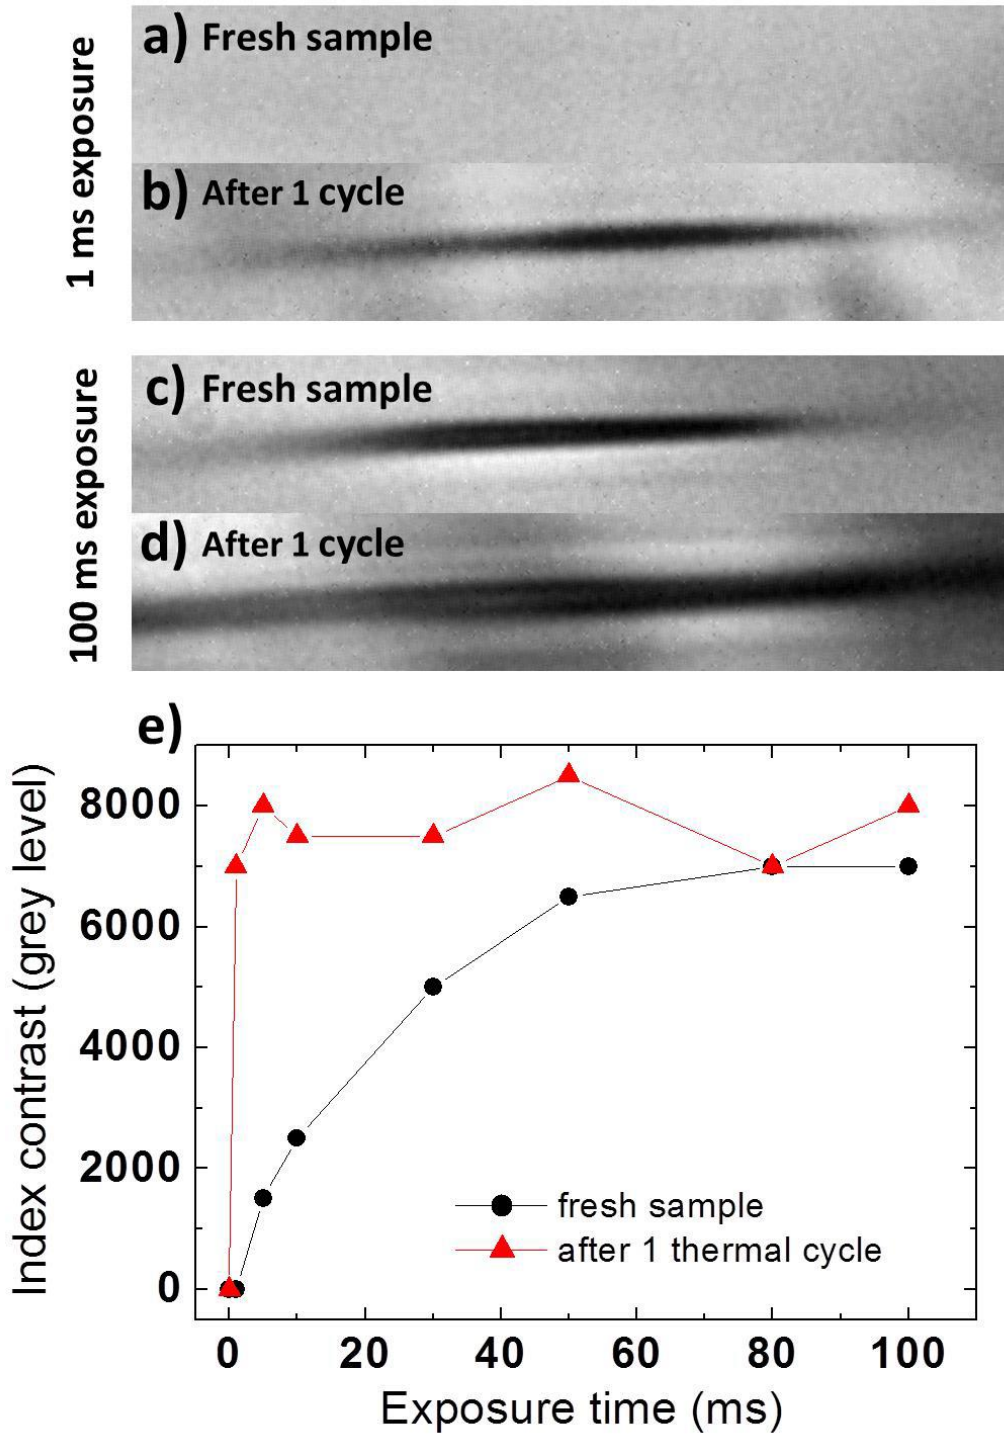 1 ms exposure
a) Fresh sample
b) After 1 cycle
100 ms exposure
c) Fresh sample
d) After 1 cycle
e)
Index contrast (grey level)
8000
6000
4000
2000
0
fresh sample
after 1 thermal cycle
0 20 40 60 80 100
Exposure time (ms)